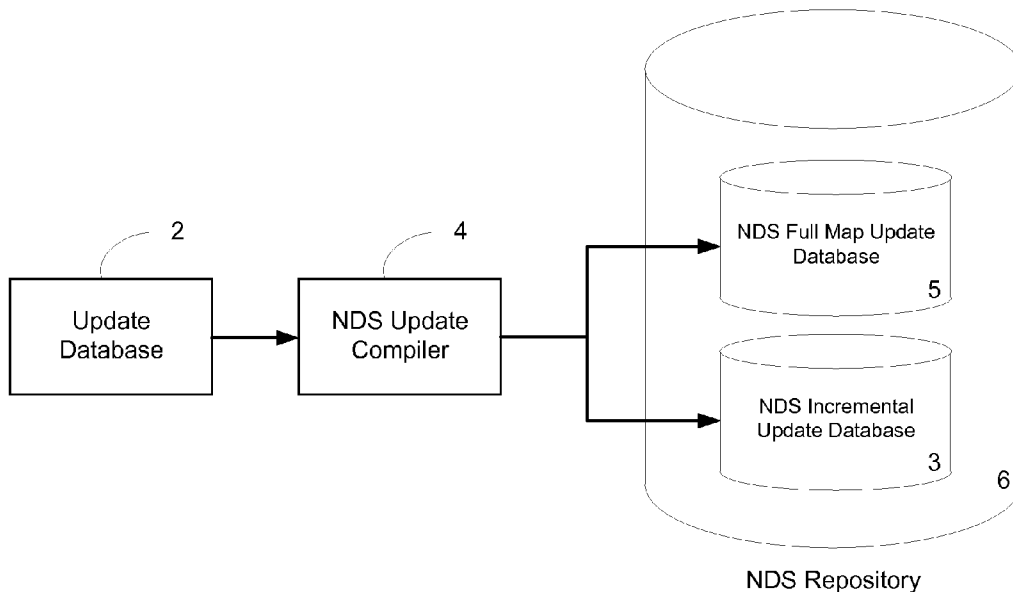 2
Update
Database
4
NDS Update
Compiler
NDS Full Map Update
Database
5
NDS Incremental
Update Database
3
6
NDS Repository